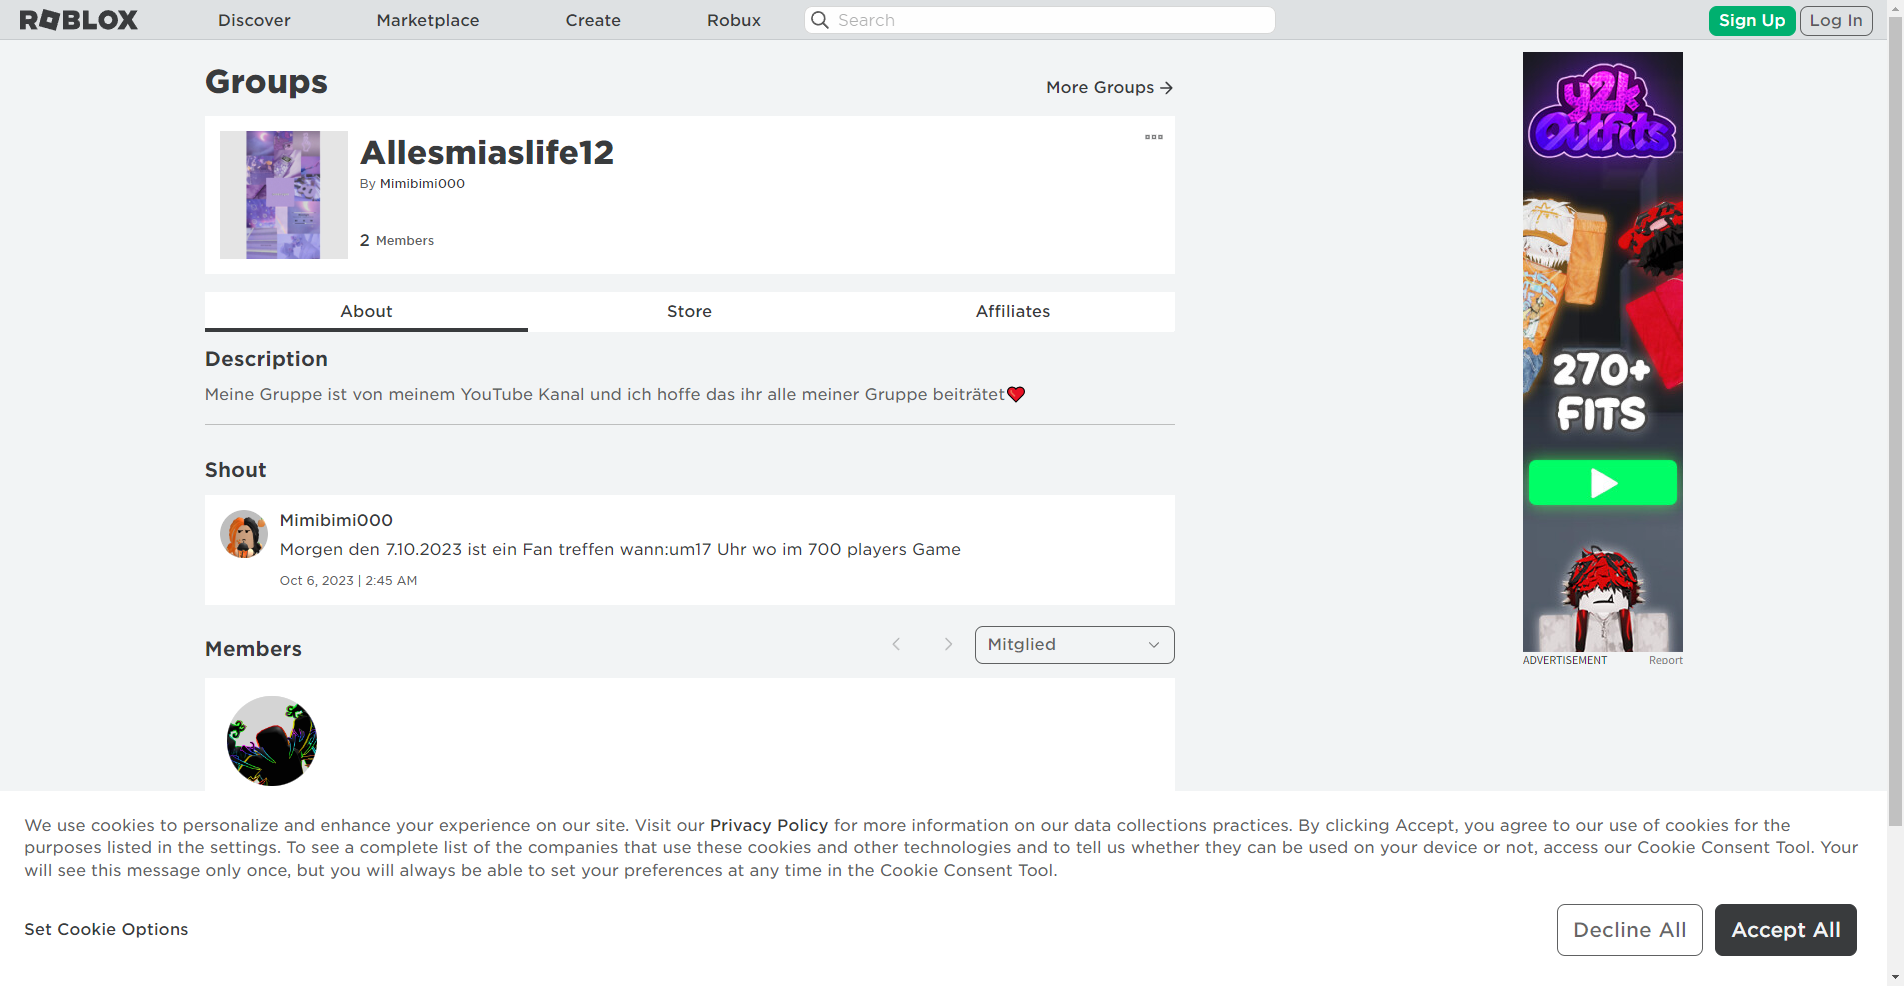 ROBLOX
Discover
Marketplace
Create
Robux
Search
Sign Up
Log In
Groups
More Groups
Allesmiaslife12
By Mimibimi000
2 Members
About
Store
Affiliates
Description
Meine Gruppe ist von meinem YouTube Kanal und ich hoffe das ihr alle meiner Gruppe beiträtet❤️
Shout
Mimibimi000
Morgen den 7.10.2023 ist ein Fan treffen wann:um17 Uhr wo im 700 players Game
Oct 6, 2023 | 2:45 AM
Members
Mitglied
y2k
Outfits
270+
FITS
ADVERTISEMENT
Report
We use cookies to personalize and enhance your experience on our site. Visit our Privacy Policy for more information on our data collections practices. By clicking Accept, you agree to our use of cookies for the
purposes listed in the settings. To see a complete list of the companies that use these cookies and other technologies and to tell us whether they can be used on your device or not, access our Cookie Consent Tool. Your
will see this message only once, but you will always be able to set your preferences at any time in the Cookie Consent Tool.
Set Cookie Options
Decline All
Accept All